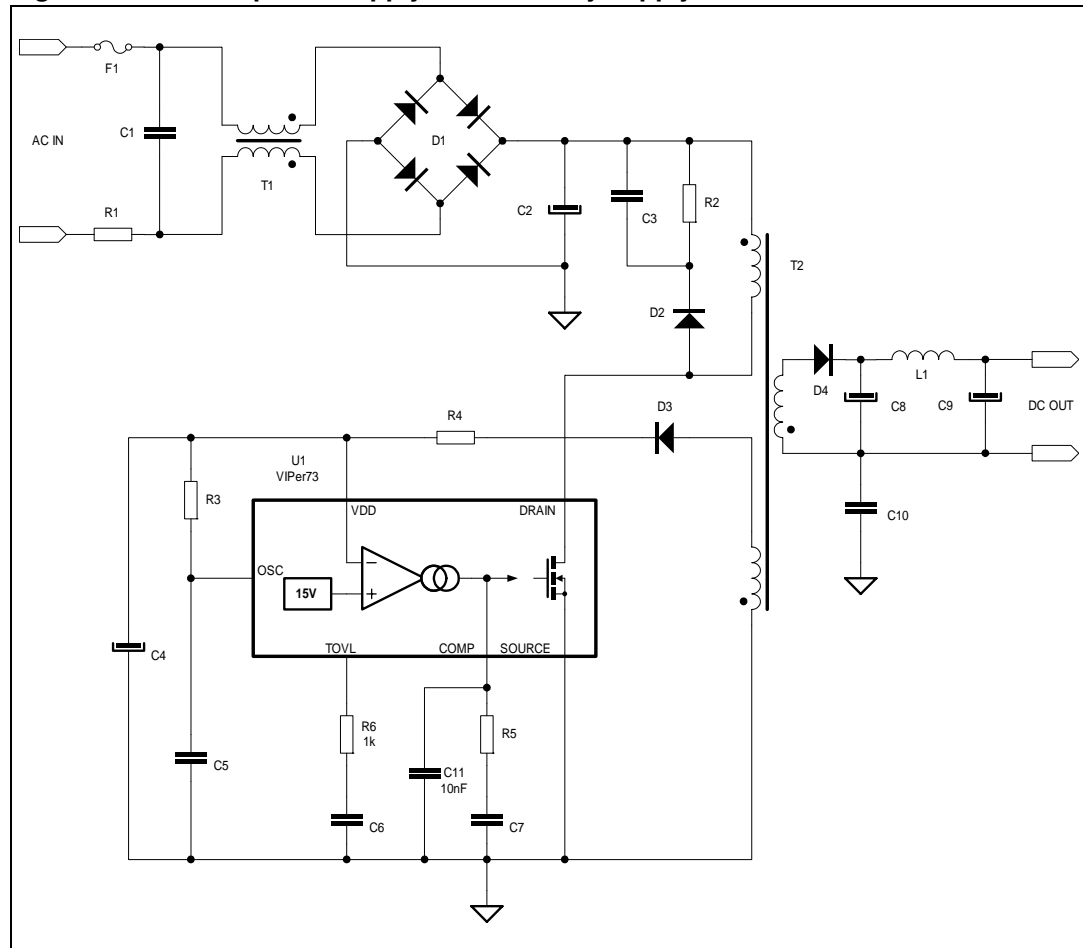 F1
AC IN
C1
T1
R1
D1
C2
C3
R2
D2
T2
D4
L1
C8
C9
DC OUT
C10
D3
R4
U1
VIPer73
R3
VDD
DRAIN
OSC
15V
−
+
TOVL
COMP
SOURCE
C4
C5
R6
1k
C6
C11
10nF
R5
C7